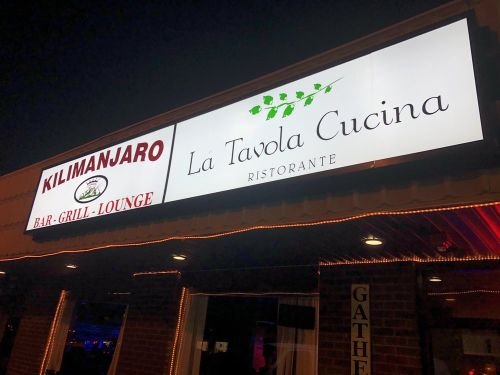 KILIMANJARO
BAR - GRILL - LOUNGE
La Tavola Cucina
RISTORANTE
GATHE